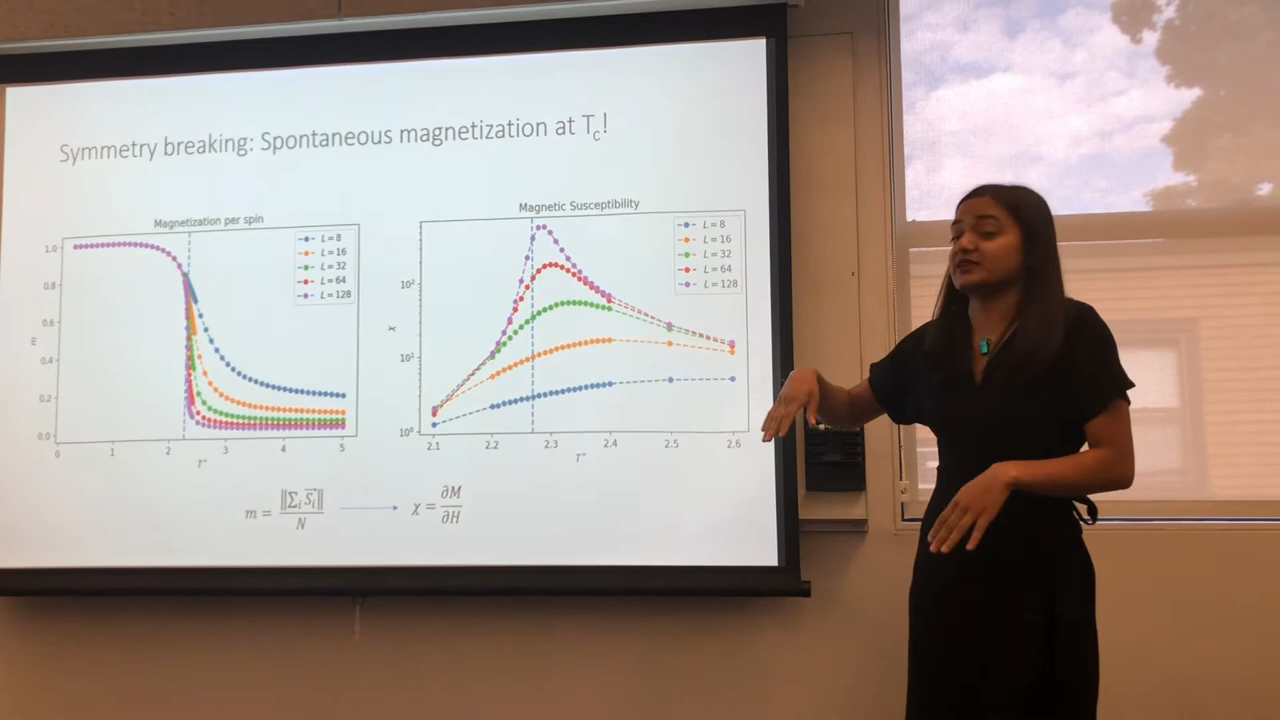 Symmetry breaking: Spontaneous magnetization at Tc!
Magnetization per spin
1.0
0.8
0.6
0.4
0.2
0.0
m
0 1 2 3 4 5
T*
L = 8
L = 16
L = 32
L = 64
L = 128
Magnetic Susceptibility
10²
10¹
10⁰
χ
2.1 2.2 2.3 2.4 2.5 2.6
T*
L = 8
L = 16
L = 32
L = 64
L = 128
m = ‖∑ᵢ S⃗ᵢ‖ / N → χ = ∂M / ∂H